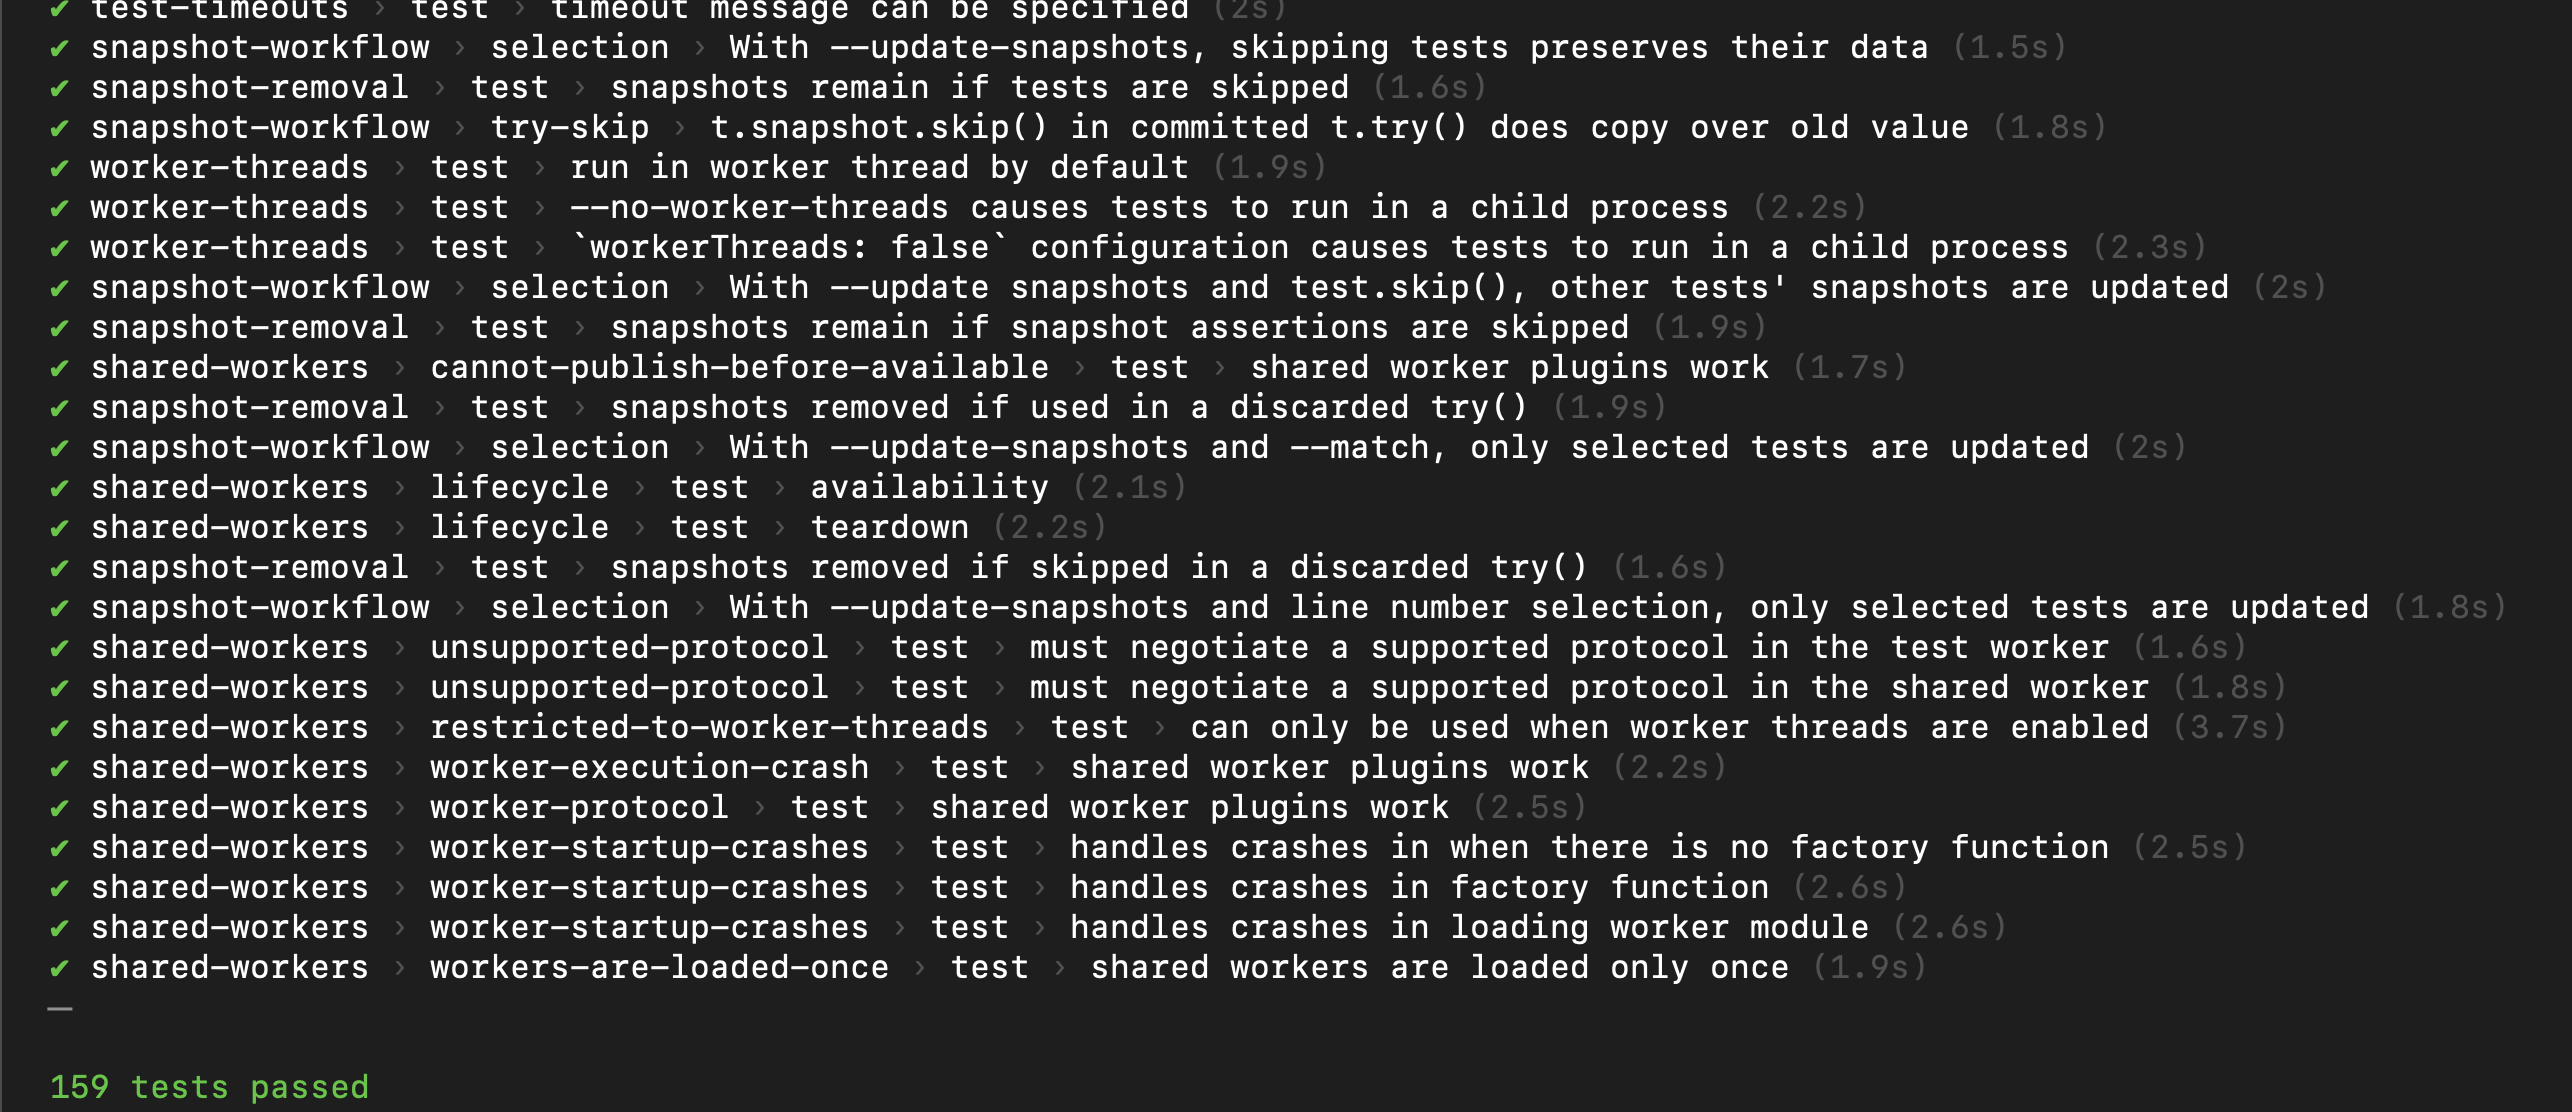 ✔ test-timeouts › test › timeout message can be specified (2s)
✔ snapshot-workflow › selection › With --update-snapshots, skipping tests preserves their data (1.5s)
✔ snapshot-removal › test › snapshots remain if tests are skipped (1.6s)
✔ snapshot-workflow › try-skip › t.snapshot.skip() in committed t.try() does copy over old value (1.8s)
✔ worker-threads › test › run in worker thread by default (1.9s)
✔ worker-threads › test › --no-worker-threads causes tests to run in a child process (2.2s)
✔ worker-threads › test › `workerThreads: false` configuration causes tests to run in a child process (2.3s)
✔ snapshot-workflow › selection › With --update snapshots and test.skip(), other tests' snapshots are updated (2s)
✔ snapshot-removal › test › snapshots remain if snapshot assertions are skipped (1.9s)
✔ shared-workers › cannot-publish-before-available › test › shared worker plugins work (1.7s)
✔ snapshot-removal › test › snapshots removed if used in a discarded try() (1.9s)
✔ snapshot-workflow › selection › With --update-snapshots and --match, only selected tests are updated (2s)
✔ shared-workers › lifecycle › test › availability (2.1s)
✔ shared-workers › lifecycle › test › teardown (2.2s)
✔ snapshot-removal › test › snapshots removed if skipped in a discarded try() (1.6s)
✔ snapshot-workflow › selection › With --update-snapshots and line number selection, only selected tests are updated (1.8s)
✔ shared-workers › unsupported-protocol › test › must negotiate a supported protocol in the test worker (1.6s)
✔ shared-workers › unsupported-protocol › test › must negotiate a supported protocol in the shared worker (1.8s)
✔ shared-workers › restricted-to-worker-threads › test › can only be used when worker threads are enabled (3.7s)
✔ shared-workers › worker-execution-crash › test › shared worker plugins work (2.2s)
✔ shared-workers › worker-protocol › test › shared worker plugins work (2.5s)
✔ shared-workers › worker-startup-crashes › test › handles crashes in when there is no factory function (2.5s)
✔ shared-workers › worker-startup-crashes › test › handles crashes in factory function (2.6s)
✔ shared-workers › worker-startup-crashes › test › handles crashes in loading worker module (2.6s)
✔ shared-workers › workers-are-loaded-once › test › shared workers are loaded only once (1.9s)
─
159 tests passed